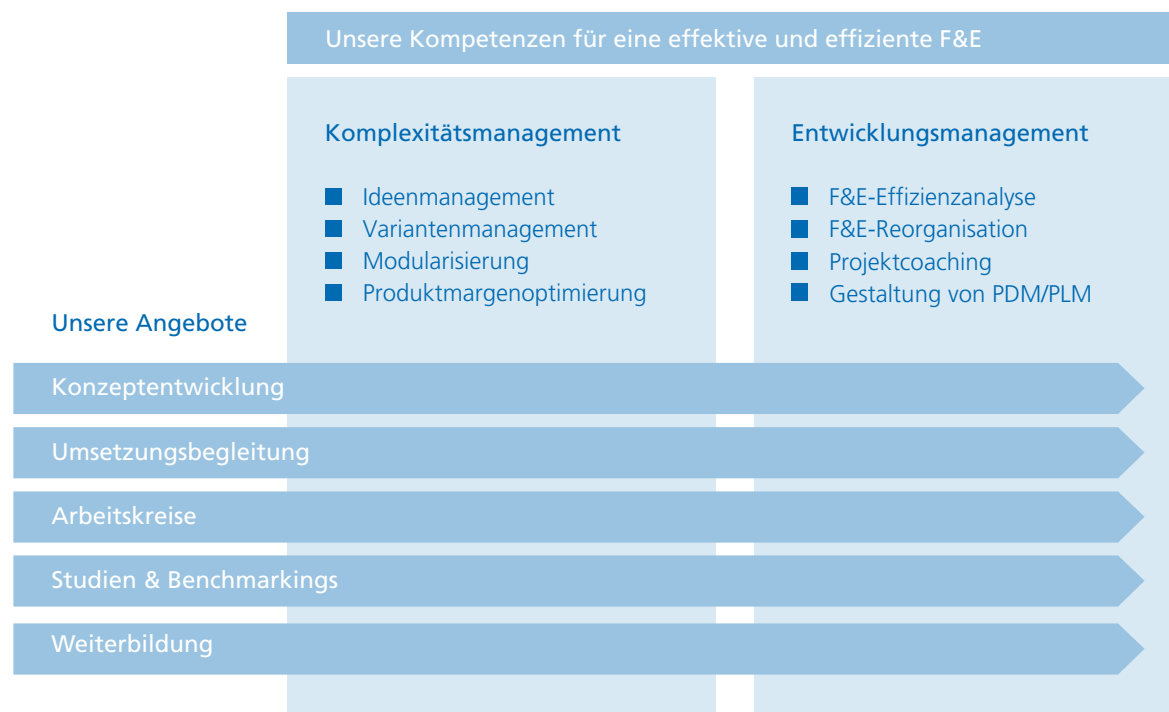 Unsere Kompetenzen für eine effektive und effiziente F&E
Komplexitätsmanagement
Ideenmanagement
Variantenmanagement
Modularisierung
Produktmargenoptimierung
Entwicklungsmanagement
F&E-Effizienzanalyse
F&E-Reorganisation
Projektcoaching
Gestaltung von PDM/PLM
Unsere Angebote
Konzeptentwicklung
Umsetzungsbegleitung
Arbeitskreise
Studien & Benchmarkings
Weiterbildung